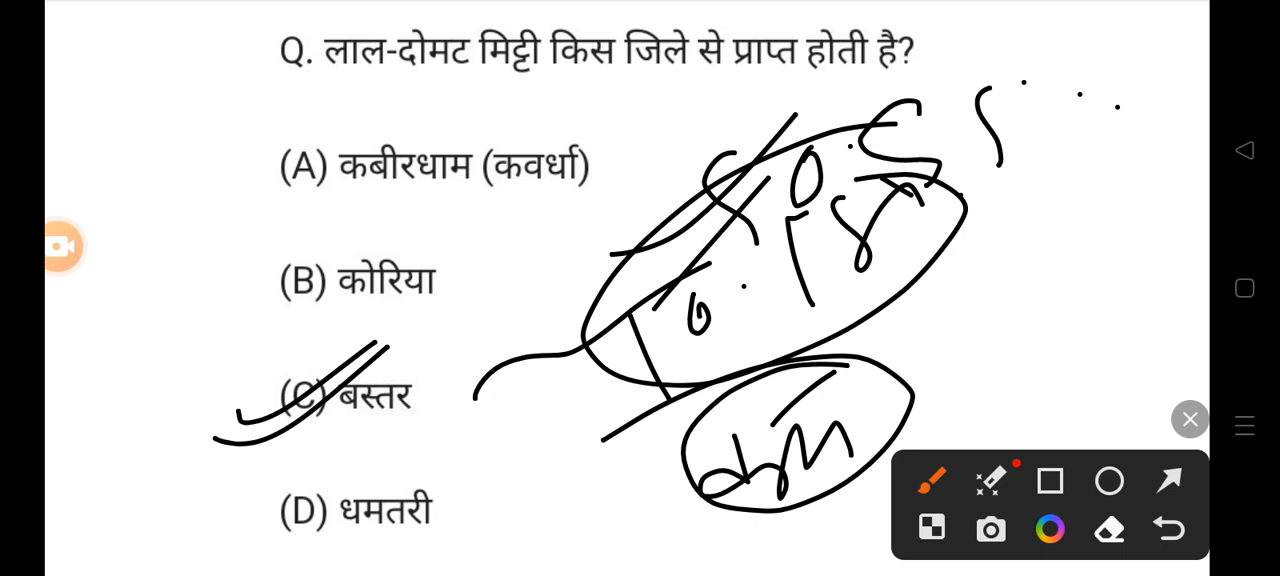 Q. लाल-दोमट मिट्टी किस जिले से प्राप्त होती है?
(A) कबीरधाम (कवर्धा)
(B) कोरिया
(C) बस्तर
(D) धमतरी